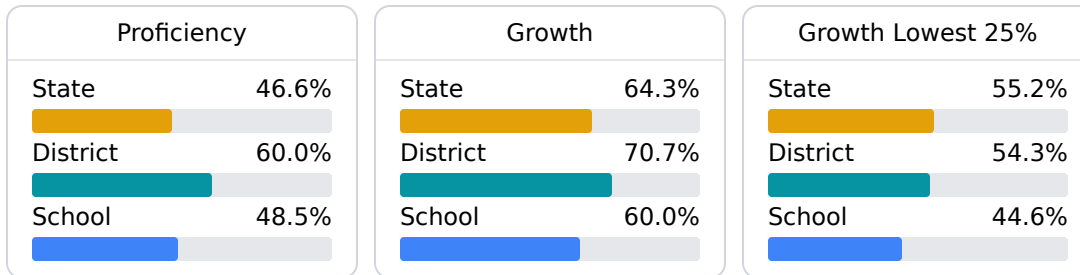 Proficiency
State 46.6%
District 60.0%
School 48.5%
Growth
State 64.3%
District 70.7%
School 60.0%
Growth Lowest 25%
State 55.2%
District 54.3%
School 44.6%